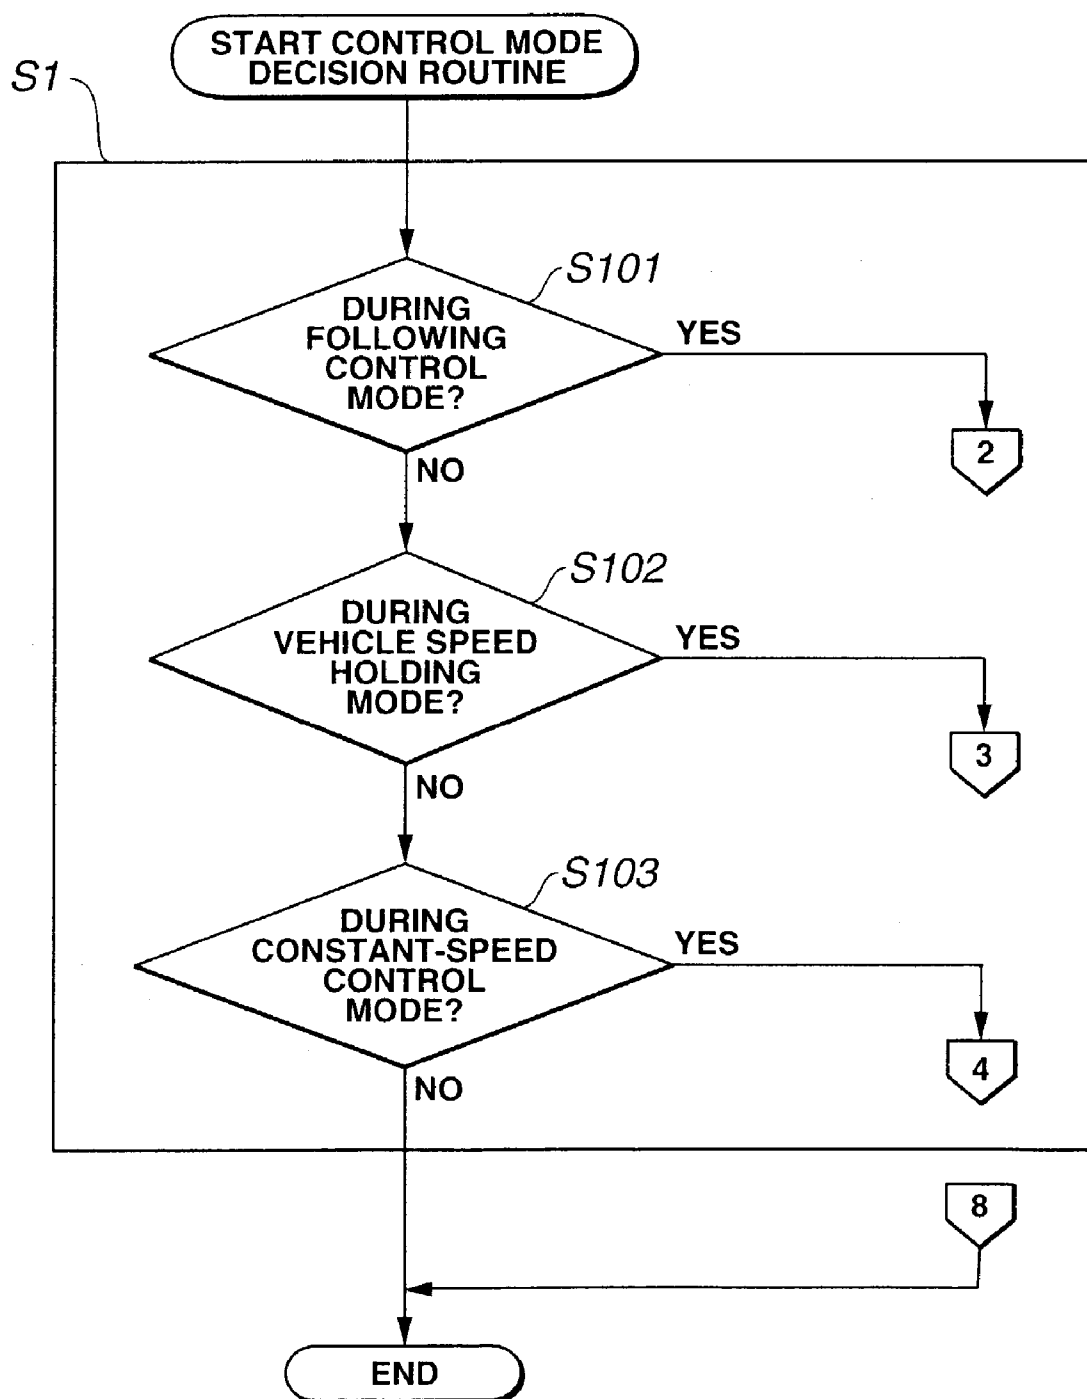 START CONTROL MODE
DECISION ROUTINE
S1
S101
DURING
FOLLOWING
CONTROL
MODE?
YES
2
NO
S102
DURING
VEHICLE SPEED
HOLDING
MODE?
YES
3
NO
S103
DURING
CONSTANT-SPEED
CONTROL
MODE?
YES
4
NO
8
END